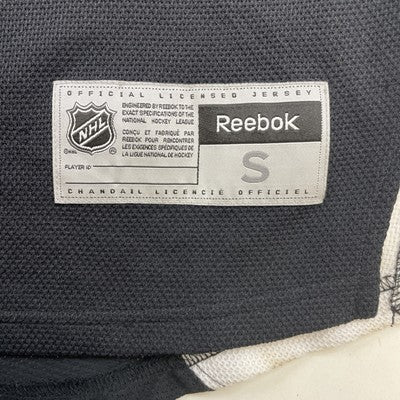 OFFICIAL LICENSED JERSEY
NHL
ENGINEERED BY REEBOK TO THE
EXACT SPECIFICATIONS OF THE
NATIONAL HOCKEY LEAGUE
CONÇU ET FABRIQUÉ PAR
REEBOK POUR RENCONTRER
LES EXIGENCES SPÉCIFIQUES DE
LA LIGUE NATIONALE DE HOCKEY
PLAYER ID
Reebok
S
CHANDAIL LICENCIÉ OFFICIEL